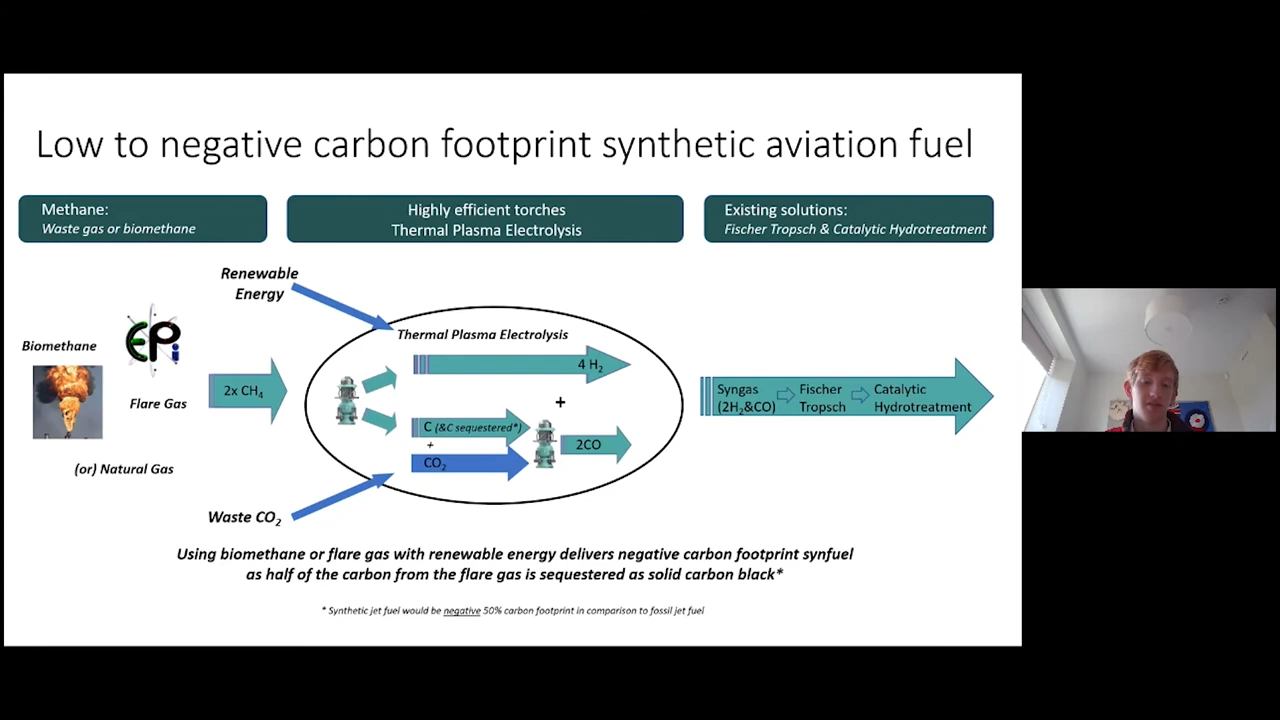 Low to negative carbon footprint synthetic aviation fuel
Methane:
Waste gas or biomethane
Highly efficient torches
Thermal Plasma Electrolysis
Existing solutions:
Fischer Tropsch & Catalytic Hydrotreatment
Renewable
Energy
Biomethane
EPi
Flare Gas
(or) Natural Gas
2x CH₄
Waste CO₂
Thermal Plasma Electrolysis
4 H₂
+
C (&C sequestered*)
+
CO₂
2CO
Syngas
(2H₂&CO)
Fischer
Tropsch
Catalytic
Hydrotreatment
Using biomethane or flare gas with renewable energy delivers negative carbon footprint synfuel
as half of the carbon from the flare gas is sequestered as solid carbon black*
* Synthetic jet fuel would be negative 50% carbon footprint in comparison to fossil jet fuel